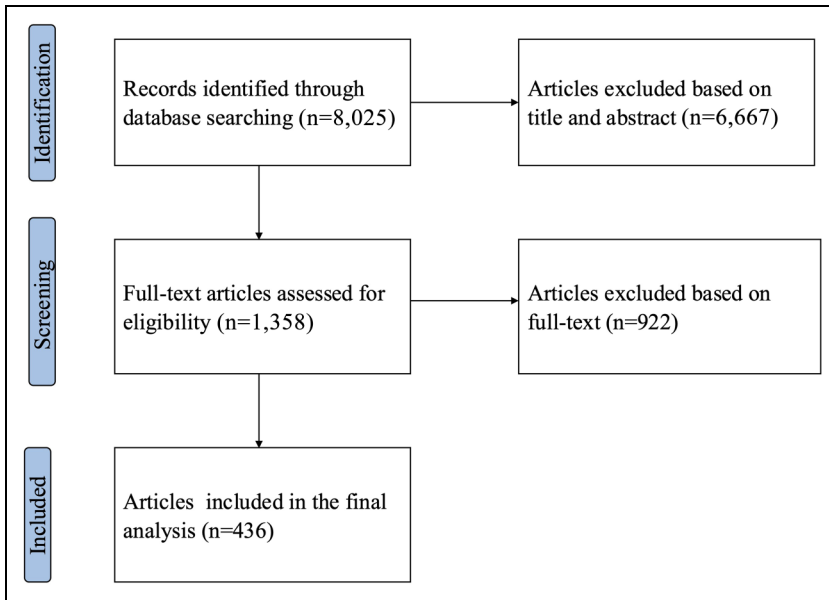 Identification
Records identified through
database searching (n=8,025)
Articles excluded based on
title and abstract (n=6,667)
Screening
Full-text articles assessed for
eligibility (n=1,358)
Articles excluded based on
full-text (n=922)
Included
Articles included in the final
analysis (n=436)